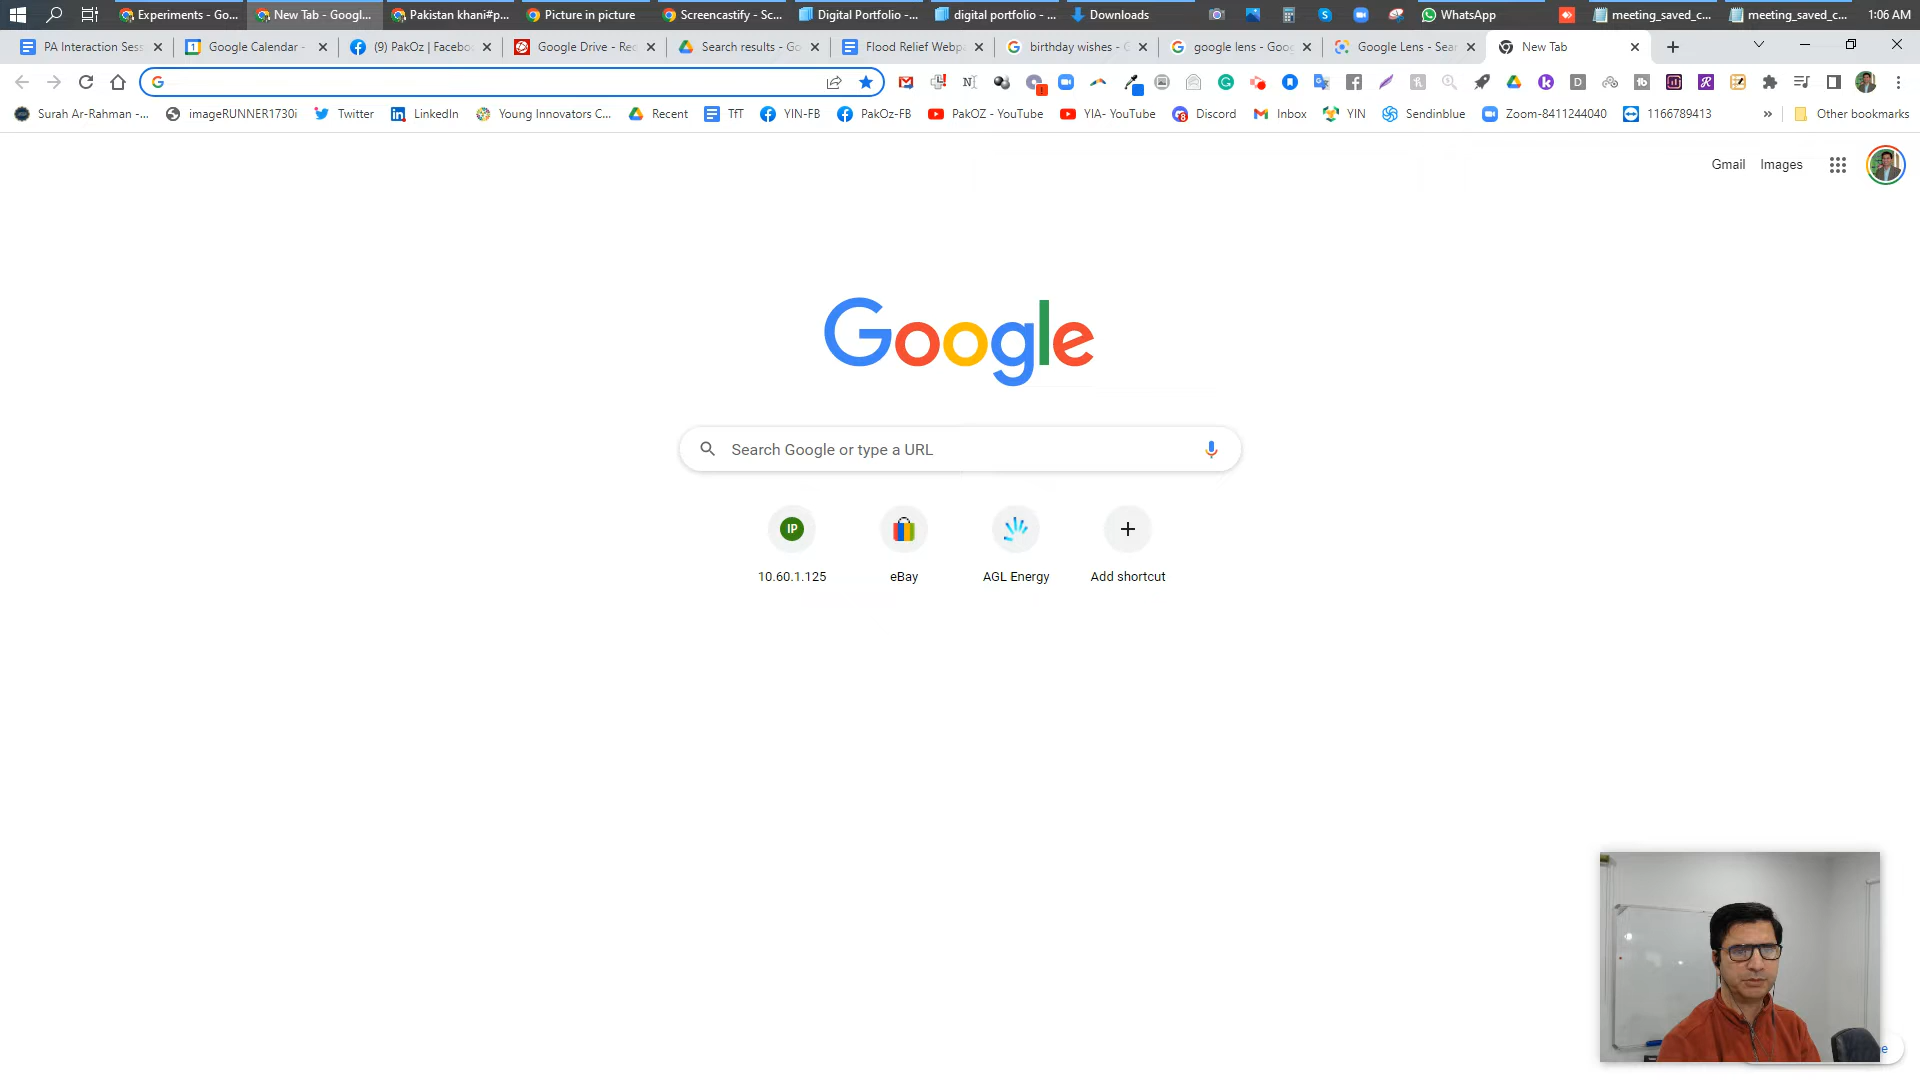 Experiments - Go...
New Tab - Googl...
Pakistan khani#p...
Picture in picture
Screencastify - Sc...
Digital Portfolio -...
digital portfolio - ...
Downloads
WhatsApp
meeting_saved_c...
meeting_saved_c...
1:06 AM
PA Interaction Sess
Google Calendar -
(9) PakOz | Facebo
Google Drive - Re
Search results - Go
Flood Relief Webp
birthday wishes - G
google lens - Goo
Google Lens - Sear
New Tab
Surah Ar-Rahman -...
imageRUNNER1730i
Twitter
LinkedIn
Young Innovators C...
Recent
TfT
YIN-FB
PakOz-FB
PakOZ - YouTube
YIA- YouTube
Discord
Inbox
YIN
Sendinblue
Zoom-8411244040
1166789413
»
Other bookmarks
Gmail
Images
Google
Search Google or type a URL
IP
10.60.1.125
eBay
AGL Energy
Add shortcut